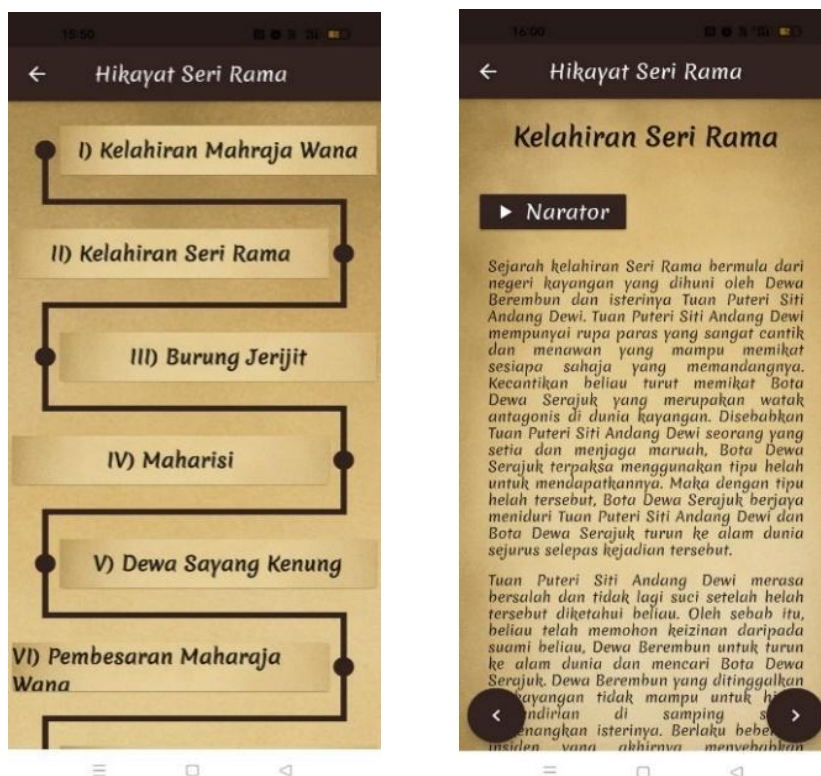 15:50
Hikayat Seri Rama
I) Kelahiran Mahraja Wana
II) Kelahiran Seri Rama
III) Burung Jerijit
IV) Maharisi
V) Dewa Sayang Kenung
VI) Pembesaran Maharaja
Wana
16:00
Hikayat Seri Rama
Kelahiran Seri Rama
Narator
Sejarah kelahiran Seri Rama bermula dari
negeri kayangan yang dihuni oleh Dewa
Berembun dan isterinya Tuan Puteri Siti
Andang Dewi. Tuan Puteri Siti Andang Dewi
mempunyai rupa paras yang sangat cantik
dan menawan yang mampu memikat
sesiapa sahaja yang memandangnya.
Kecantikan beliau turut memikat Bota
Dewa Serajuk yang merupakan watak
antagonis di dunia kayangan. Disebabkan
Tuan Puteri Siti Andang Dewi seorang yang
setia dan menjaga maruah, Bota Dewa
Serajuk terpaksa menggunakan tipu helah
untuk mendapatkannya. Maka dengan tipu
helah tersebut, Bota Dewa Serajuk berjaya
meniduri Tuan Puteri Siti Andang Dewi dan
Bota Dewa Serajuk turun ke alam dunia
sejurus selepas kejadian tersebut.
Tuan Puteri Siti Andang Dewi merasa
bersalah dan tidak lagi suci setelah helah
tersebut diketahui beliau. Oleh sebab itu,
beliau telah memohon keizinan daripada
suami beliau, Dewa Berembun untuk turun
ke alam dunia dan mencari Bota Dewa
Serajuk. Dewa Berembun yang ditinggalkan
kayangan tidak mampu untuk
di samping
isterinya. Berlaku
insiden yang akhirnya menyebabkan